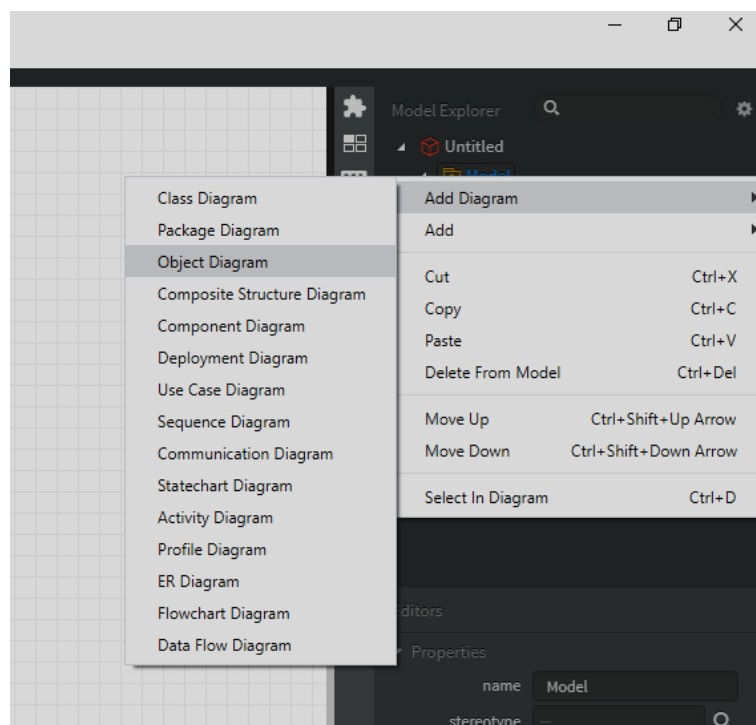 Model Explorer
Untitled
Model
Class Diagram
Package Diagram
Object Diagram
Composite Structure Diagram
Component Diagram
Deployment Diagram
Use Case Diagram
Sequence Diagram
Communication Diagram
Statechart Diagram
Activity Diagram
Profile Diagram
ER Diagram
Flowchart Diagram
Data Flow Diagram
Add Diagram
Add
Cut Ctrl+X
Copy Ctrl+C
Paste Ctrl+V
Delete From Model Ctrl+Del
Move Up Ctrl+Shift+Up Arrow
Move Down Ctrl+Shift+Down Arrow
Select In Diagram Ctrl+D
Editors
Properties
name Model
stereotype —